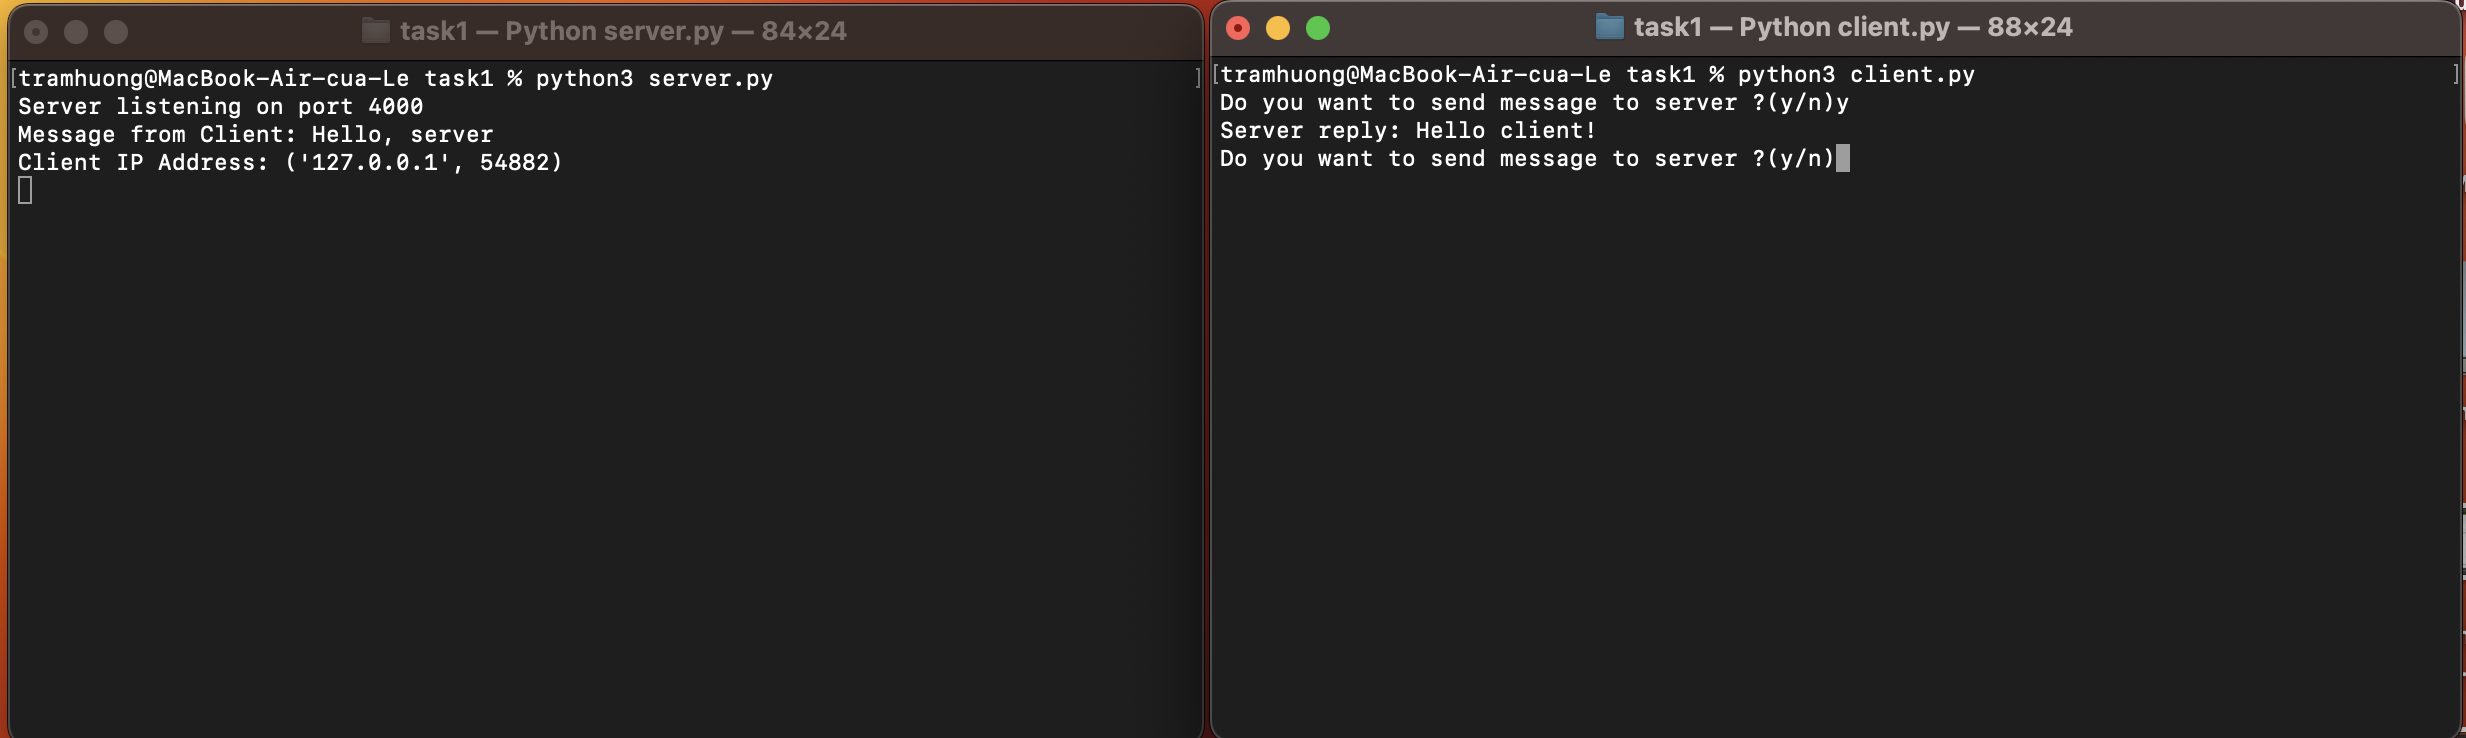 task1 — Python server.py — 84×24
[tramhuong@MacBook-Air-cua-Le task1 % python3 server.py ]
Server listening on port 4000
Message from Client: Hello, server
Client IP Address: ('127.0.0.1', 54882)
task1 — Python client.py — 88×24
[tramhuong@MacBook-Air-cua-Le task1 % python3 client.py ]
Do you want to send message to server ?(y/n)y
Server reply: Hello client!
Do you want to send message to server ?(y/n)